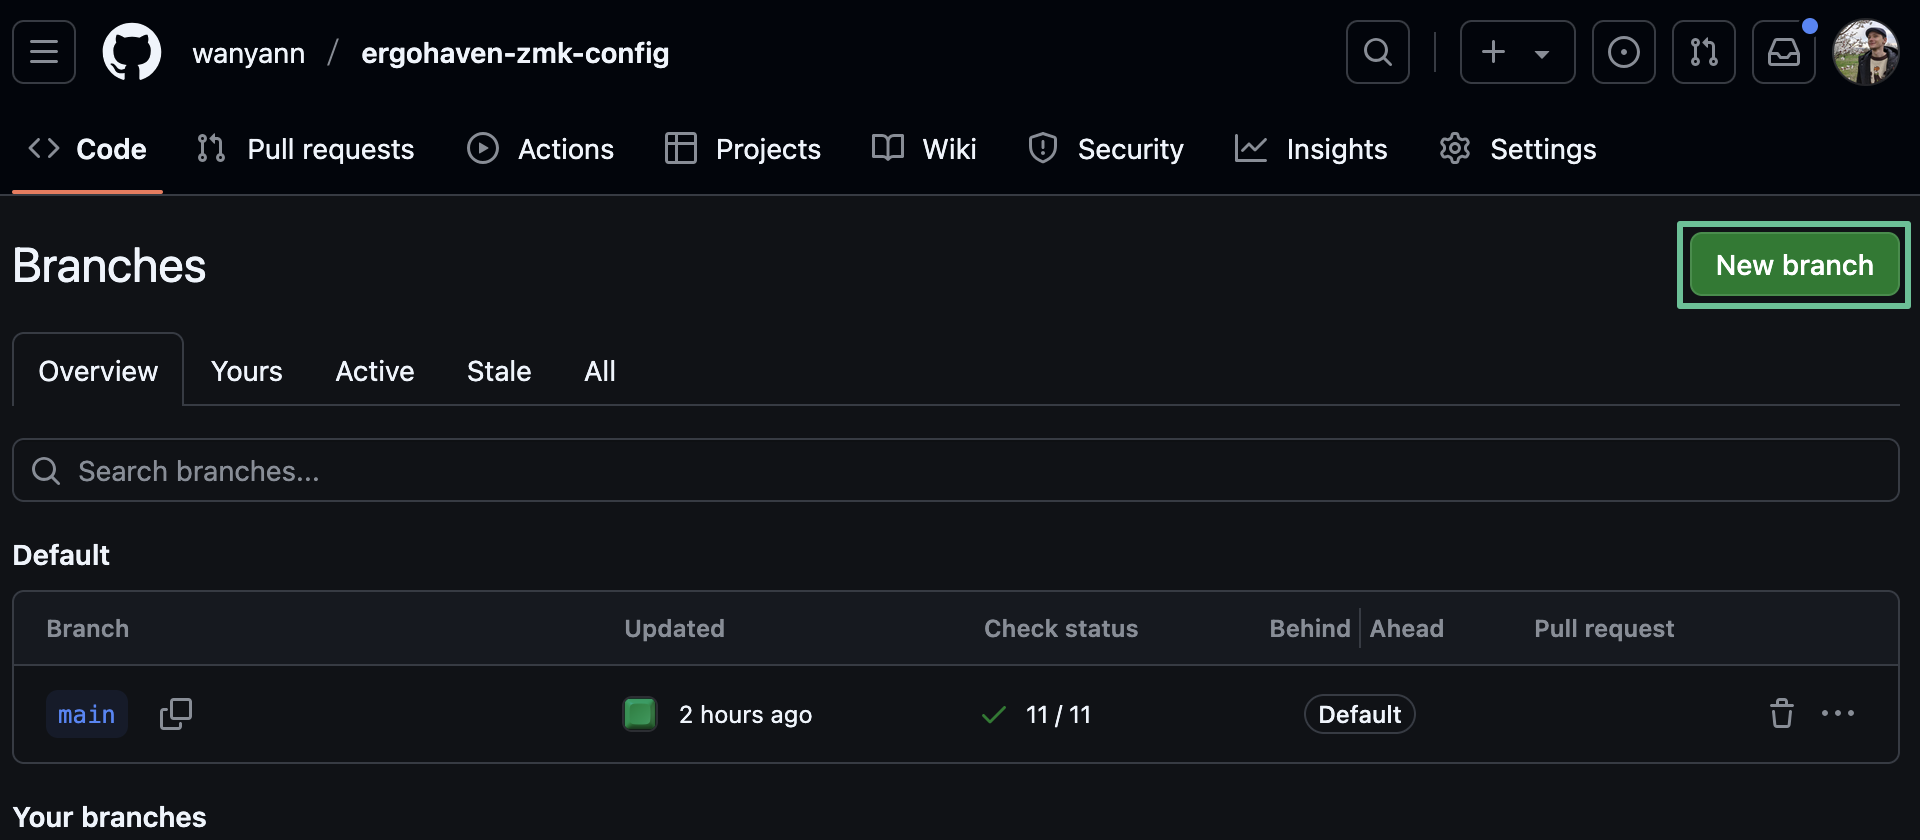 wanyann / ergohaven-zmk-config
Code Pull requests Actions Projects Wiki Security Insights Settings
Branches
New branch
Overview Yours Active Stale All
Search branches...
Default
Branch Updated Check status Behind Ahead Pull request
main 2 hours ago 11 / 11 Default
Your branches